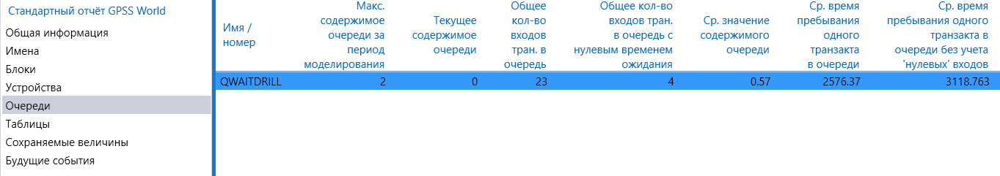 Стандартный отчёт GPSS World
Общая информация
Имена
Блоки
Устройства
Очереди
Таблицы
Сохраняемые величины
Будущие события
Имя /
номер
Макс.
содержимое
очереди за
период
моделирования
Текущее
содержимое
очереди
Общее
кол-во
входов
тран. в
очередь
Общее кол-во
входов тран.
в очередь с
нулевым временем
ожидания
Ср. значение
содержимого
очереди
Ср. время
пребывания
одного
транзакта
в очереди
Ср. время
пребывания одного
транзакта в
очереди без учета
'нулевых' входов
QWAITDRILL 2 0 23 4 0.57 2576.37 3118.763